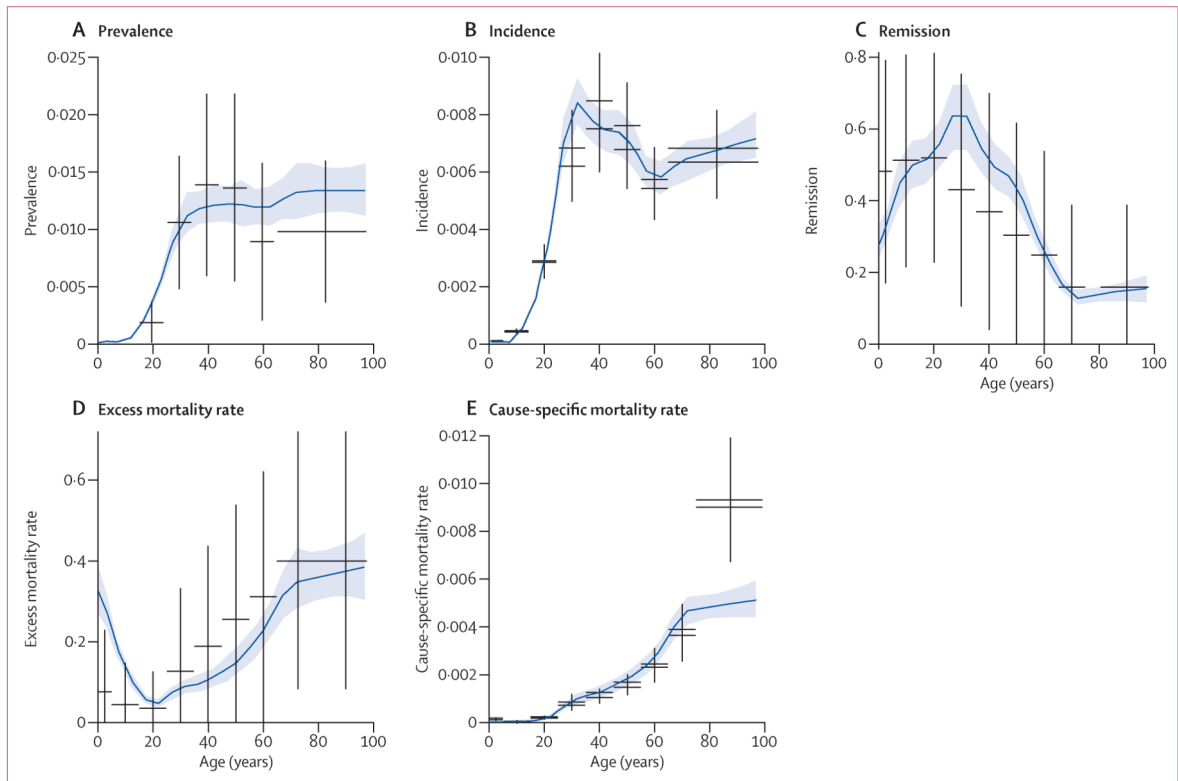 A Prevalence
0·025
0·020
0·015
0·010
0·005
0
Prevalence
0 20 40 60 80 100
B Incidence
0·010
0·008
0·006
0·004
0·002
0
Incidence
0 20 40 60 80 100
C Remission
0·8
0·6
0·4
0·2
0
Remission
0 20 40 60 80 100
Age (years)
D Excess mortality rate
0·6
0·4
0·2
0
Excess mortality rate
0 20 40 60 80 100
Age (years)
E Cause-specific mortality rate
0·012
0·010
0·008
0·006
0·004
0·002
0
Cause-specific mortality rate
0 20 40 60 80 100
Age (years)